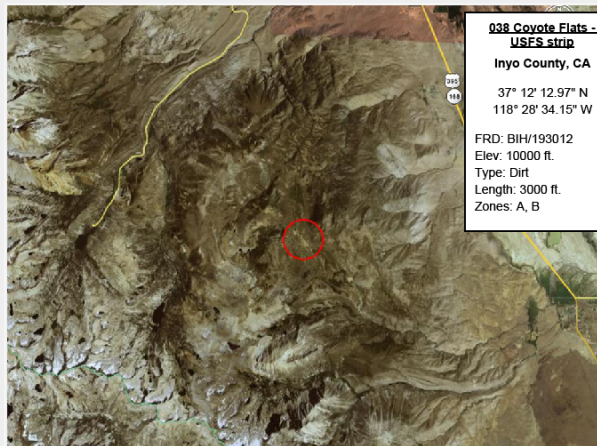 038 Coyote Flats -
USFS strip
Inyo County, CA
37° 12' 12.97" N
118° 28' 34.15" W
FRD: BIH/193012
Elev: 10000 ft.
Type: Dirt
Length: 3000 ft.
Zones: A, B
395
168